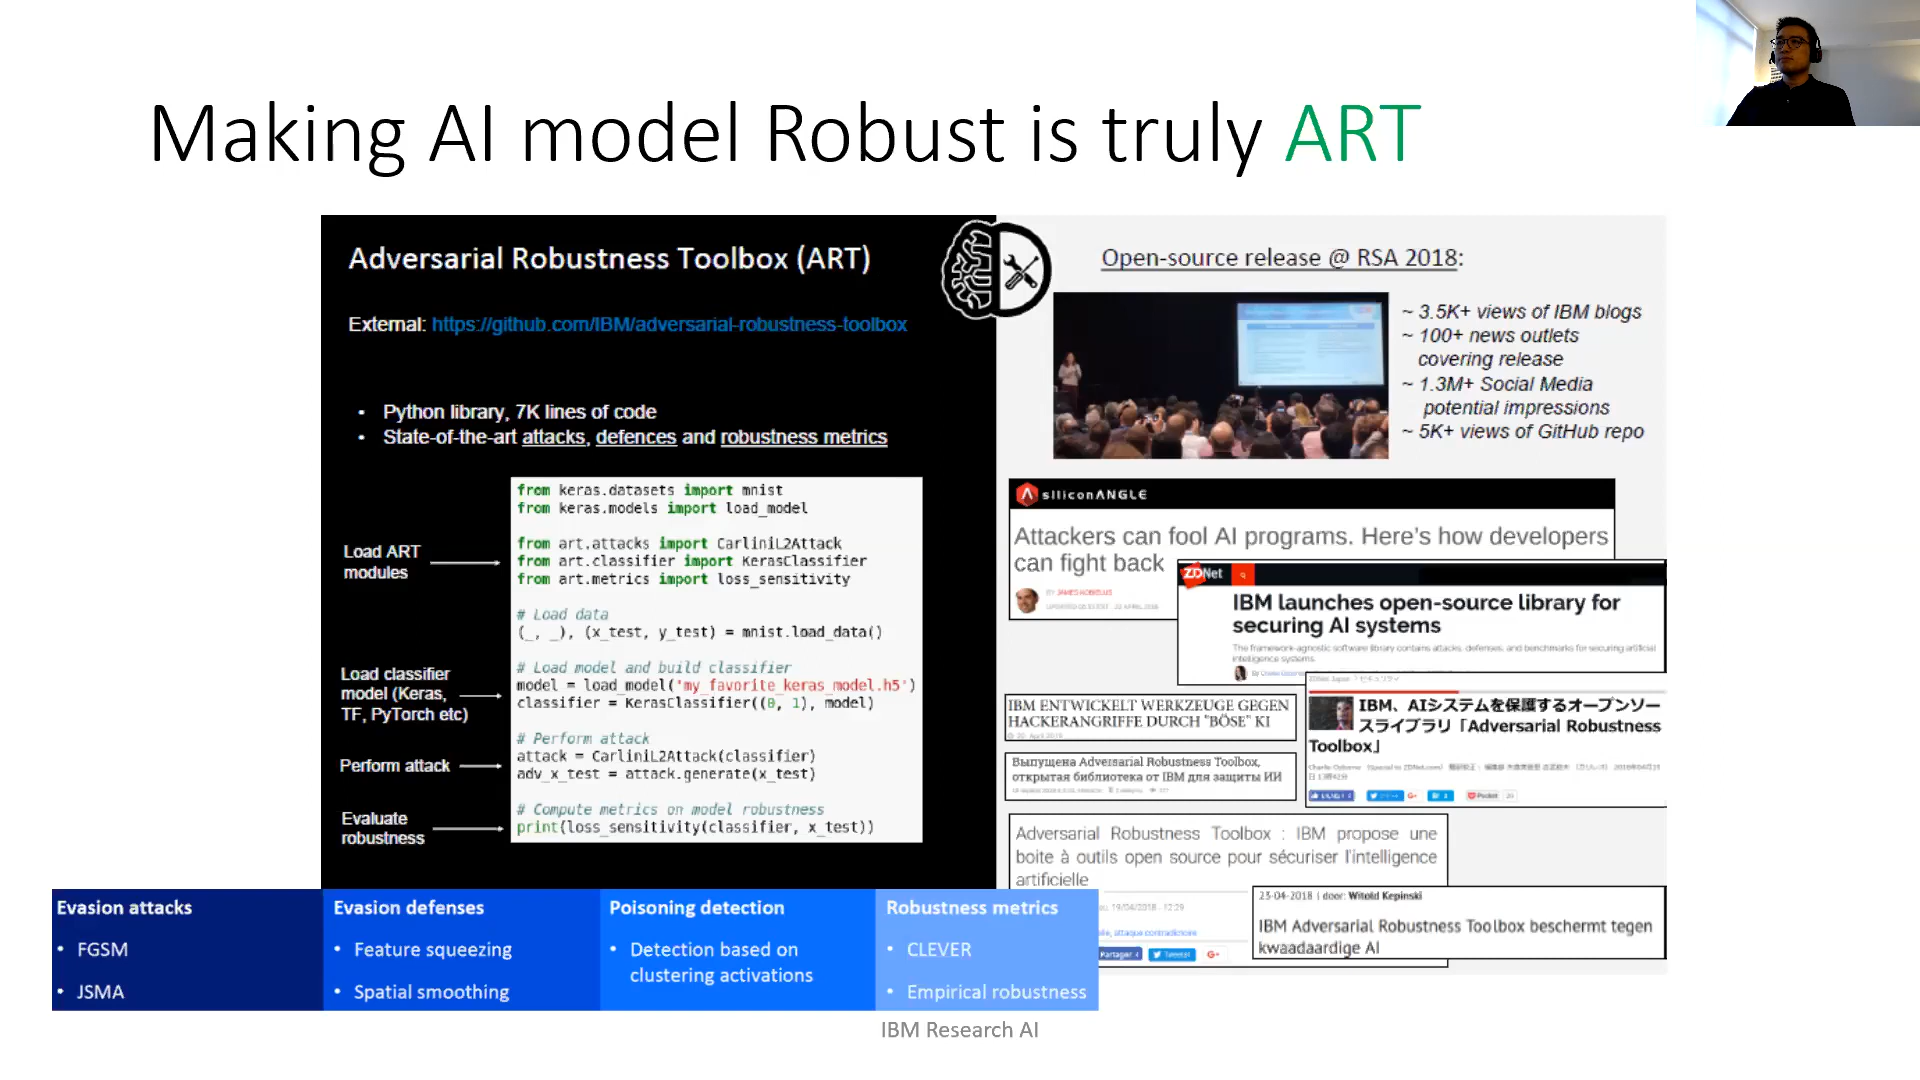 Making AI model Robust is truly ART
Adversarial Robustness Toolbox (ART)
External: https://github.com/IBM/adversarial-robustness-toolbox
• Python library, 7K lines of code
• State-of-the-art attacks, defences and robustness metrics
Load ART
modules
Load classifier
model (Keras,
TF, PyTorch etc)
Perform attack
Evaluate
robustness
from keras.datasets import mnist
from keras.models import load_model
from art.attacks import CarliniL2Attack
from art.classifier import KerasClassifier
from art.metrics import loss_sensitivity
# Load data
(_, _), (x_test, y_test) = mnist.load_data()
# Load model and build classifier
model = load_model('my_favorite_keras_model.h5')
classifier = KerasClassifier((0, 1), model)
# Perform attack
attack = CarliniL2Attack(classifier)
adv_x_test = attack.generate(x_test)
# Compute metrics on model robustness
print(loss_sensitivity(classifier, x_test))
Open-source release @ RSA 2018:
~ 3.5K+ views of IBM blogs
~ 100+ news outlets
covering release
~ 1.3M+ Social Media
potential impressions
~ 5K+ views of GitHub repo
siliconANGLE
Attackers can fool AI programs. Here's how developers
can fight back
BY JAMES KOBIELUS
ZDNet
IBM launches open-source library for
securing AI systems
The framework-agnostic software library contains attacks, defenses, and benchmarks for securing artificial
intelligence systems.
IBM ENTWICKELT WERKZEUGE GEGEN
HACKERANGRIFFE DURCH "BÖSE" KI
Выпущена Adversarial Robustness Toolbox,
открытая библиотека от IBM для защиты ИИ
IBM、AIシステムを保護するオープンソー
スライブラリ「Adversarial Robustness
Toolbox」
Pocket
Adversarial Robustness Toolbox : IBM propose une
boite à outils open source pour sécuriser l'intelligence
artificielle
19/04/2018 - 12:29
attaque contradictoire
Partager
Tweeter
G+
23-04-2018 | door: Witold Kepinski
IBM Adversarial Robustness Toolbox beschermt tegen
kwaadaardige AI
Evasion attacks
• FGSM
• JSMA
Evasion defenses
• Feature squeezing
• Spatial smoothing
Poisoning detection
• Detection based on
clustering activations
Robustness metrics
• CLEVER
• Empirical robustness
IBM Research AI